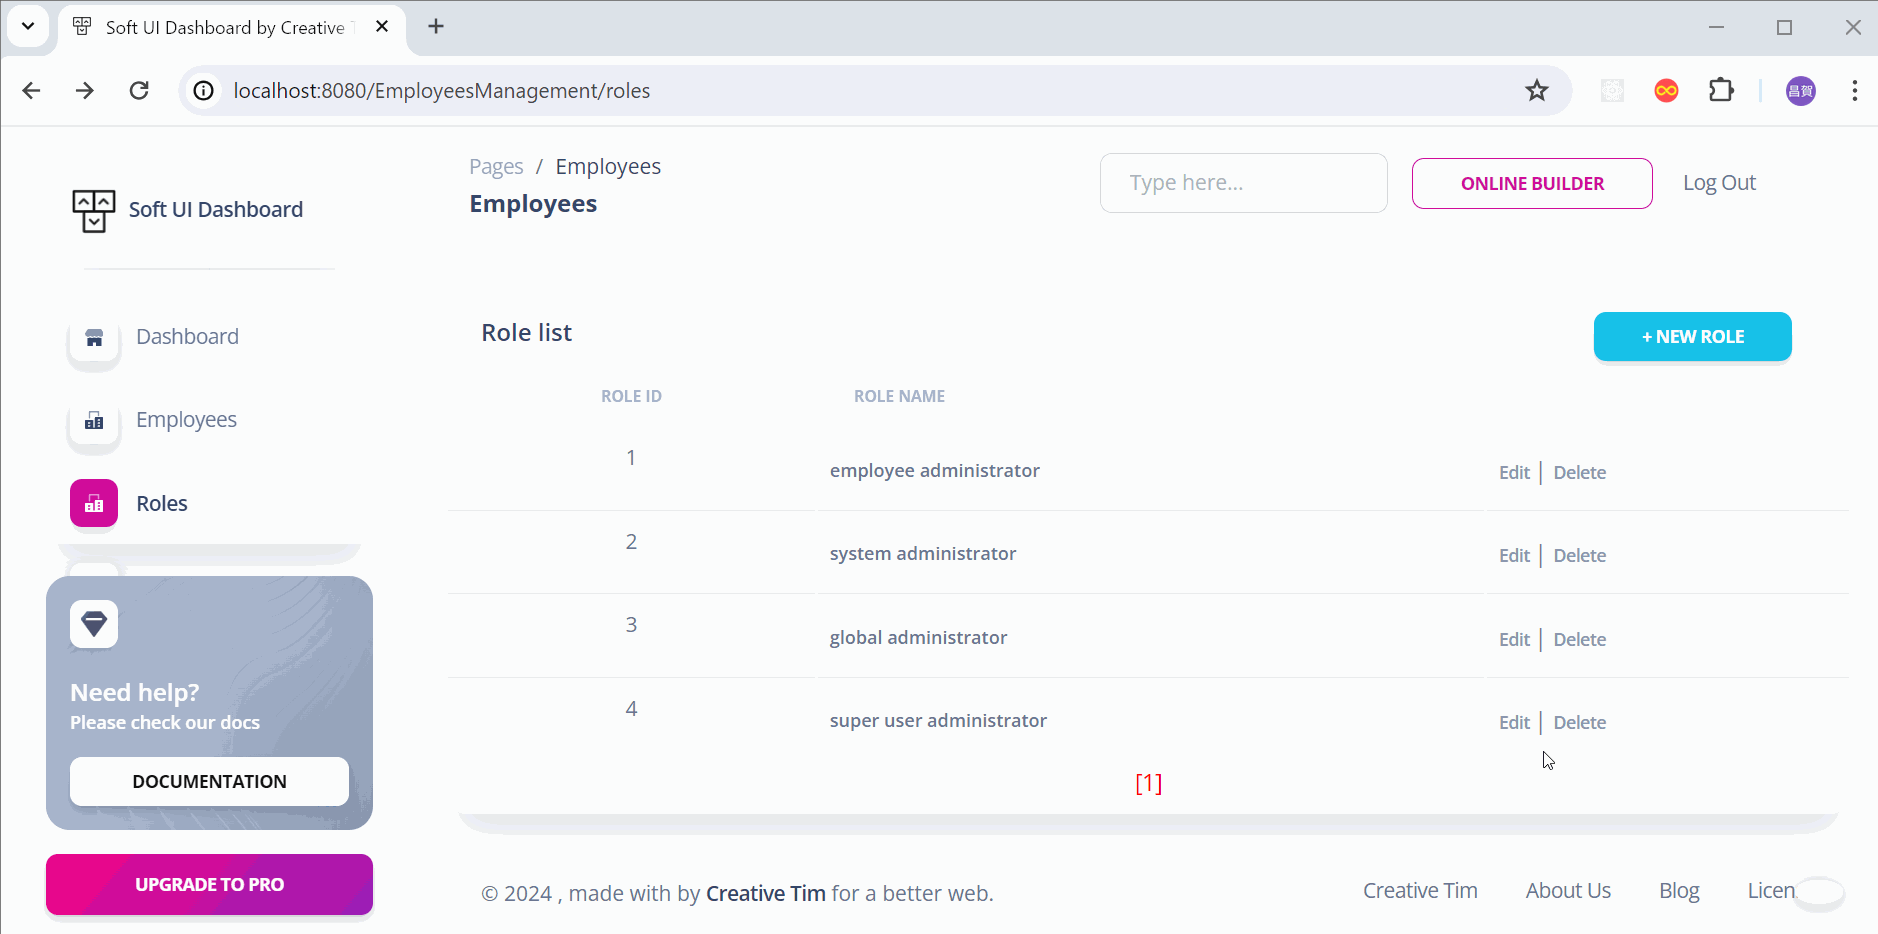 Soft UI Dashboard by Creative
localhost:8080/EmployeesManagement/roles
昌賀
Soft UI Dashboard
Pages / Employees
Employees
Type here...
ONLINE BUILDER
Log Out
Dashboard
Employees
Roles
Need help?
Please check our docs
DOCUMENTATION
UPGRADE TO PRO
Role list
+ NEW ROLE
ROLE ID ROLE NAME
1 employee administrator Edit | Delete
2 system administrator Edit | Delete
3 global administrator Edit | Delete
4 super user administrator Edit | Delete
[1]
© 2024 , made with by Creative Tim for a better web.
Creative Tim About Us Blog Licen